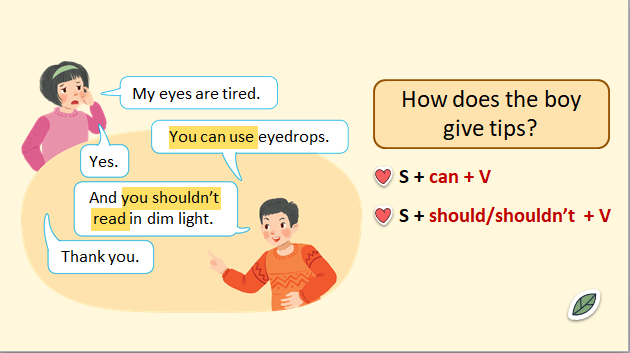 My eyes are tired.
You can use eyedrops.
Yes.
And you shouldn't
read in dim light.
Thank you.
How does the boy
give tips?
S + can + V
S + should/shouldn't + V